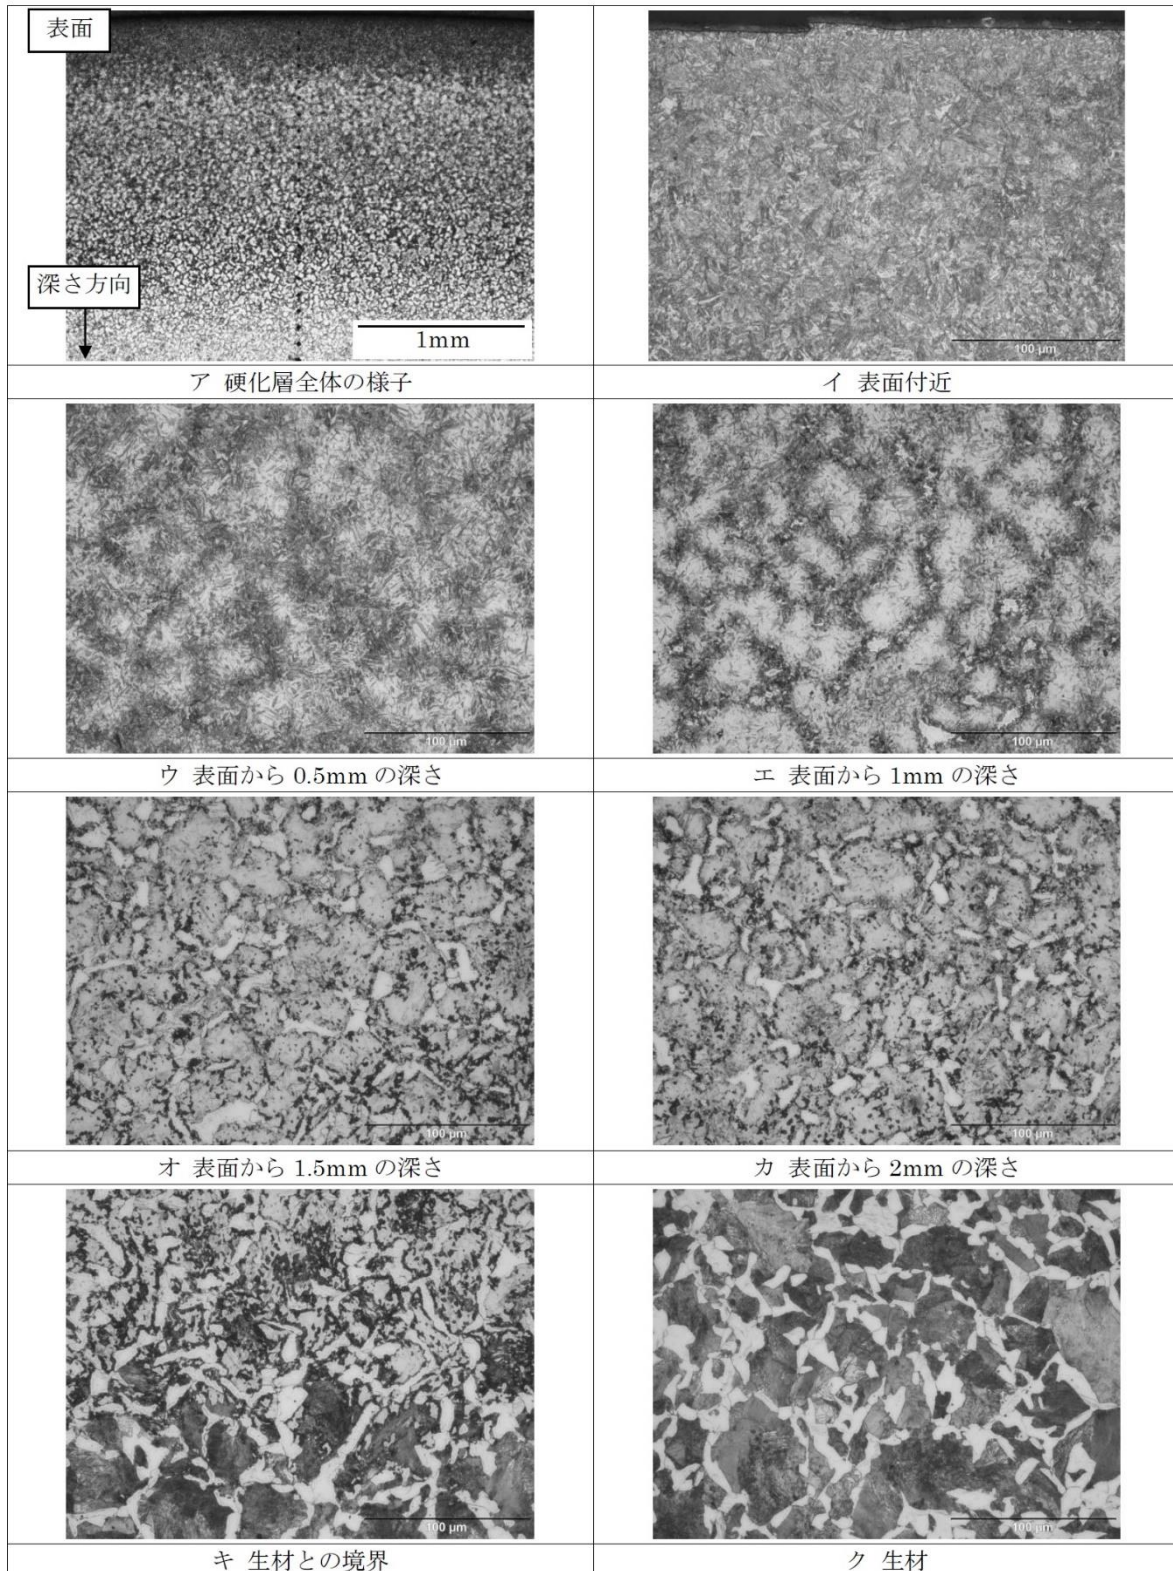 表面
深さ方向
1mm
100 μm
ア 硬化層全体の様子
イ 表面付近
100 μm
100 μm
ウ 表面から 0.5mm の深さ
エ 表面から 1mm の深さ
100 μm
100 μm
オ 表面から 1.5mm の深さ
カ 表面から 2mm の深さ
100 μm
100 μm
キ 生材との境界
ク 生材